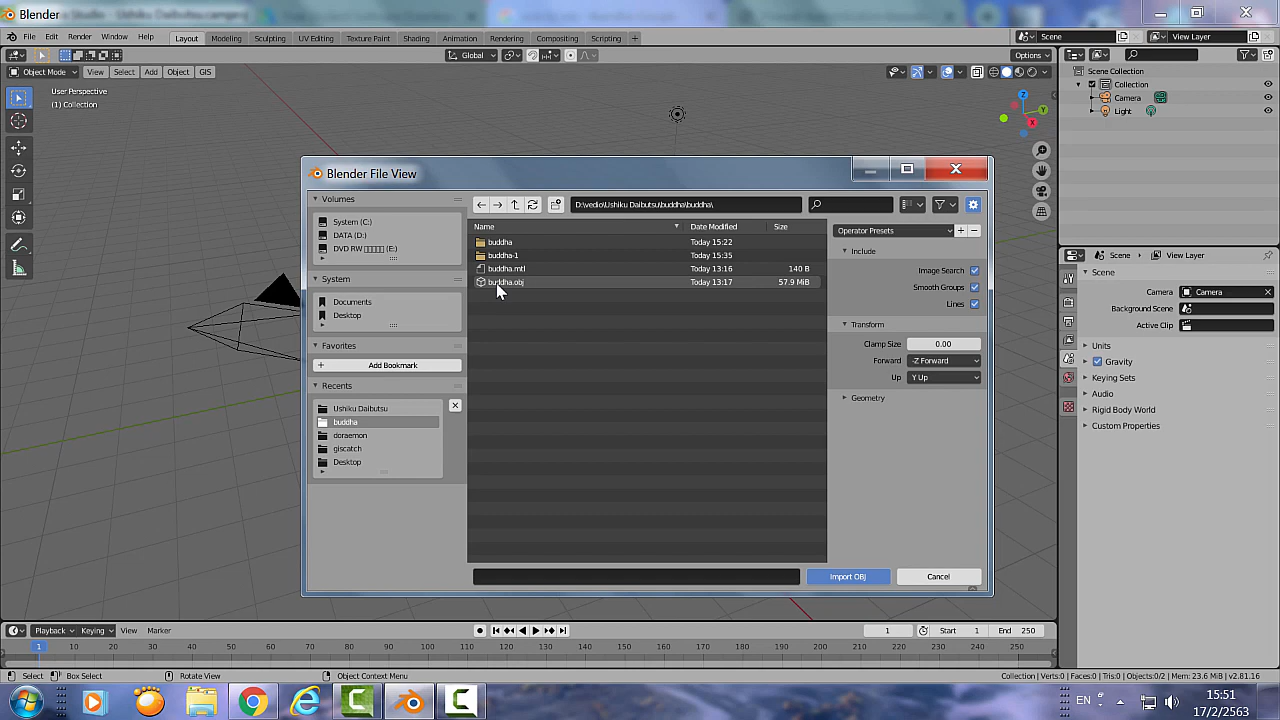 Blender
File Edit Render Window Help
Layout Modeling Sculpting UV Editing Texture Paint Shading Animation Rendering Compositing Scripting +
Scene View Layer
Global Options
Object Mode View Select Add Object GIS
User Perspective
(1) Collection
Z
Y
X
Scene Collection
Collection
Camera
Light
Blender File View
Volumes
System (C:)
DATA (D:)
DVD RW (E:)
System
Documents
Desktop
Favorites
Add Bookmark
Recents
Ushiku Daibutsu
buddha
doraemon
giscatch
Desktop
D:\vedio\Ushiku Daibutsu\buddha\buddha\
Name Date Modified Size
buddha Today 15:22
buddha-1 Today 15:35
buddha.mtl Today 13:16 140 B
buddha.obj Today 13:17 57.9 MiB
Operator Presets
Include
Image Search
Smooth Groups
Lines
Transform
Clamp Size 0.00
Forward -Z Forward
Up Y Up
Geometry
Import OBJ Cancel
Scene View Layer
Scene
Camera Camera
Background Scene
Active Clip
Units
Gravity
Keying Sets
Audio
Rigid Body World
Custom Properties
Playback Keying View Marker 1 Start 1 End 250
1 10 20 30 40 50 60 70 80 90 100 110 120 130 140 150 160 170 180 190 200 210 220 230 240 250
Select Box Select Rotate View Object Context Menu Collection | Verts:0 | Faces:0 | Tris:0 | Objects:0/2 | Mem: 23.6 MiB | v2.81.16
EN 15:51
17/2/2563